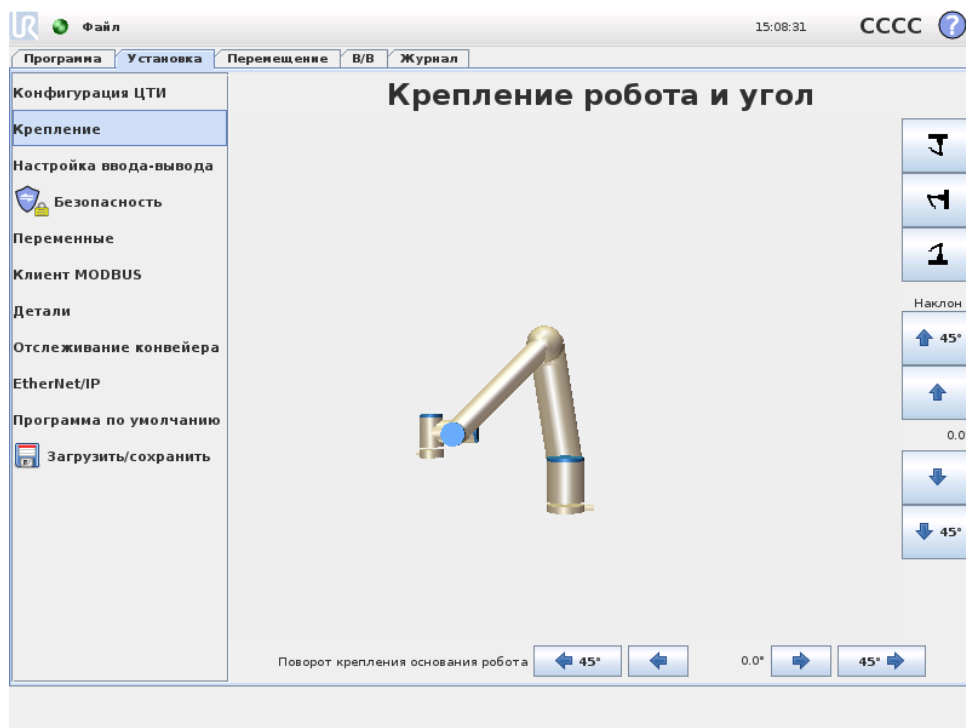 UR Файл 15:08:31 CCCC ?
Программа Установка Перемещение В/В Журнал
Конфигурация ЦТИ
Крепление
Настройка ввода-вывода
Безопасность
Переменные
Клиент MODBUS
Детали
Отслеживание конвейера
EtherNet/IP
Программа по умолчанию
Загрузить/сохранить
Крепление робота и угол
Наклон
45°
0.0
45°
Поворот крепления основания робота 45° 0.0° 45°